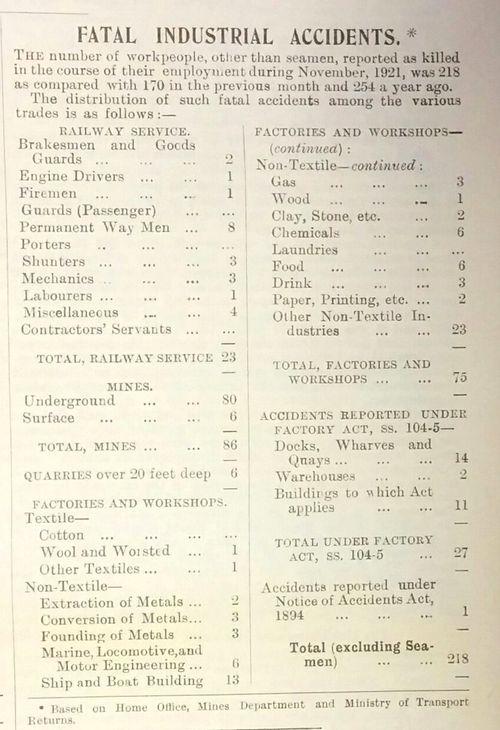 FATAL INDUSTRIAL ACCIDENTS.*
THE number of workpeople, other than seamen, reported as killed
in the course of their employment during November, 1921, was 218
as compared with 170 in the previous month and 254 a year ago.
The distribution of such fatal accidents among the various
trades is as follows :—
RAILWAY SERVICE.
Brakesmen and Goods
Guards ... ... ... 2
Engine Drivers ... ... 1
Firemen ... ... ... 1
Guards (Passenger) ... ...
Permanent Way Men ... 8
Porters .. ... ... ...
Shunters ... ... ... 3
Mechanics .. ... ... 3
Labourers ... ... ... 1
Miscellaneous ... ... 4
Contractors' Servants ... ...
TOTAL, RAILWAY SERVICE 23
MINES.
Underground ... ... 80
Surface ... ... ... 6
TOTAL, MINES ... ... 86
QUARRIES over 20 feet deep 6
FACTORIES AND WORKSHOPS.
Textile—
Cotton ... ... ... ...
Wool and Worsted ... 1
Other Textiles ... ... 1
Non-Textile—
Extraction of Metals ... 2
Conversion of Metals... 3
Founding of Metals ... 3
Marine, Locomotive, and
Motor Engineering ... 6
Ship and Boat Building 13
FACTORIES AND WORKSHOPS—
(continued) :
Non-Textile—continued :
Gas ... ... ... 3
Wood ... ... ... 1
Clay, Stone, etc. ... 2
Chemicals ... ... 6
Laundries ... ... ...
Food ... ... ... 6
Drink ... ... ... 3
Paper, Printing, etc. ... 2
Other Non-Textile In-
dustries ... ... 23
TOTAL, FACTORIES AND
WORKSHOPS ... ... 75
ACCIDENTS REPORTED UNDER
FACTORY ACT, SS. 104-5—
Docks, Wharves and
Quays ... ... ... 14
Warehouses ... ... 2
Buildings to which Act
applies ... ... 11
TOTAL UNDER FACTORY
ACT, SS. 104-5 ... 27
Accidents reported under
Notice of Accidents Act,
1894 ... ... ... 1
Total (excluding Sea-
men) ... ... 218
* Based on Home Office, Mines Department and Ministry of Transport
Returns.